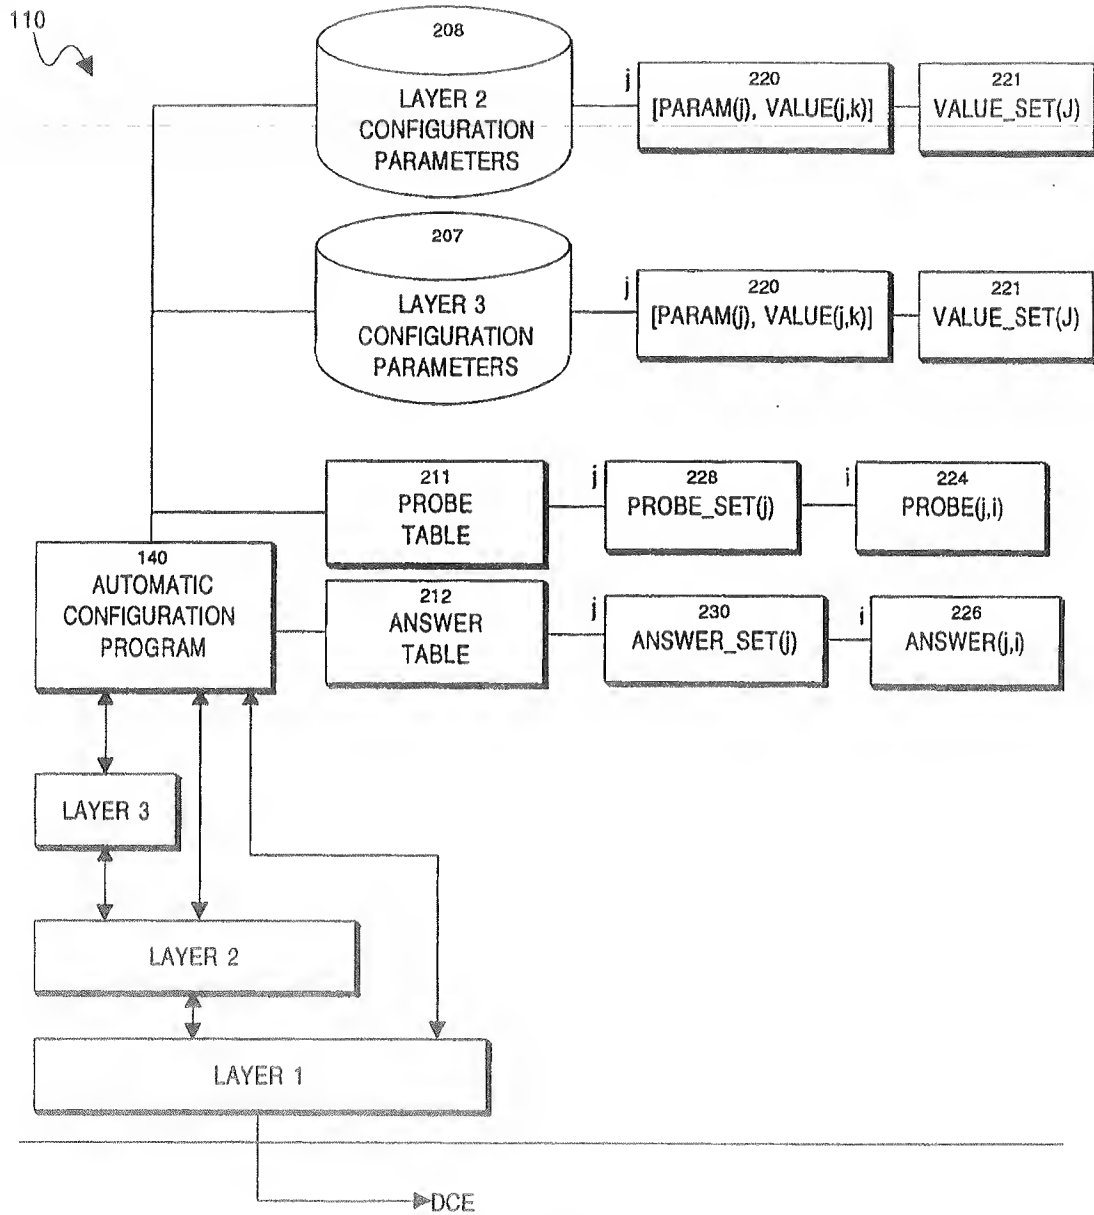 110
208
LAYER 2
CONFIGURATION
PARAMETERS
j
220
[PARAM(j), VALUE(j,k)]
221
VALUE_SET(J)
207
LAYER 3
CONFIGURATION
PARAMETERS
j
220
[PARAM(j), VALUE(j,k)]
221
VALUE_SET(J)
211
PROBE
TABLE
j
228
PROBE_SET(j)
i
224
PROBE(j,i)
140
AUTOMATIC
CONFIGURATION
PROGRAM
212
ANSWER
TABLE
j
230
ANSWER_SET(j)
i
226
ANSWER(j,i)
LAYER 3
LAYER 2
LAYER 1
DCE